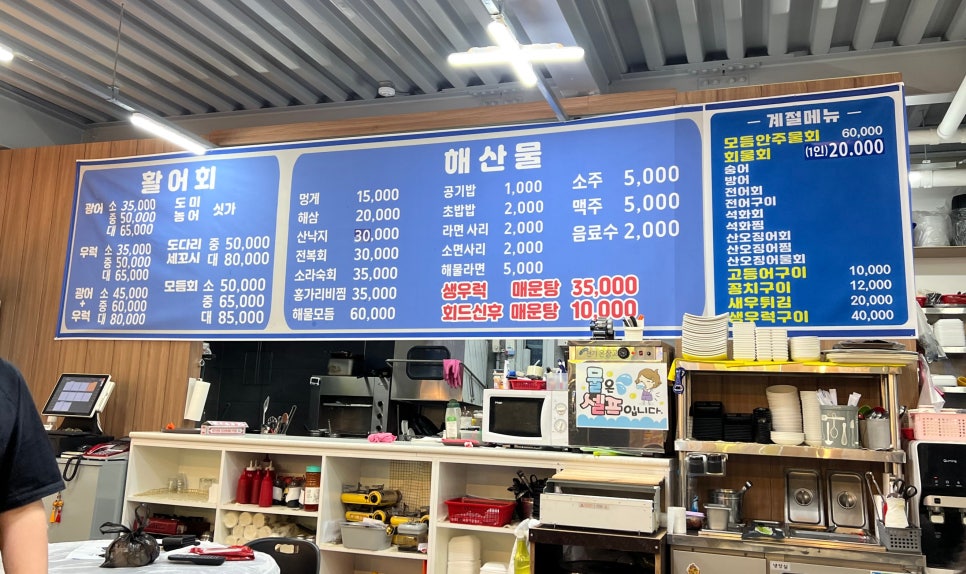 활어회
광어 소 35,000
중 50,000
대 65,000
도미
농어 싯가
우럭 소 35,000
중 50,000
대 65,000
도다리 중 50,000
세꼬시 대 80,000
광어 소 45,000
+ 중 60,000
우럭 대 80,000
모듬회 소 50,000
중 65,000
대 85,000
해산물
멍게 15,000
해삼 20,000
산낙지 30,000
전복회 30,000
소라숙회 35,000
홍가리비찜 35,000
해물모듬 60,000
공기밥 1,000
초밥밥 2,000
라면 사리 2,000
소면사리 2,000
해물라면 5,000
소주 5,000
맥주 5,000
음료수 2,000
생우럭 매운탕 35,000
회드신후 매운탕 10,000
- 계절메뉴 -
모듬안주물회 60,000
회물회 (1인)20.000
숭어
방어
전어회
전어구이
석화회
석화찜
산오징어회
산오징어찜
산오징어물회
고등어구이 10,000
꽁치구이 12,000
새우튀김 20,000
생우럭구이 40,000
물은
셀프입니다.